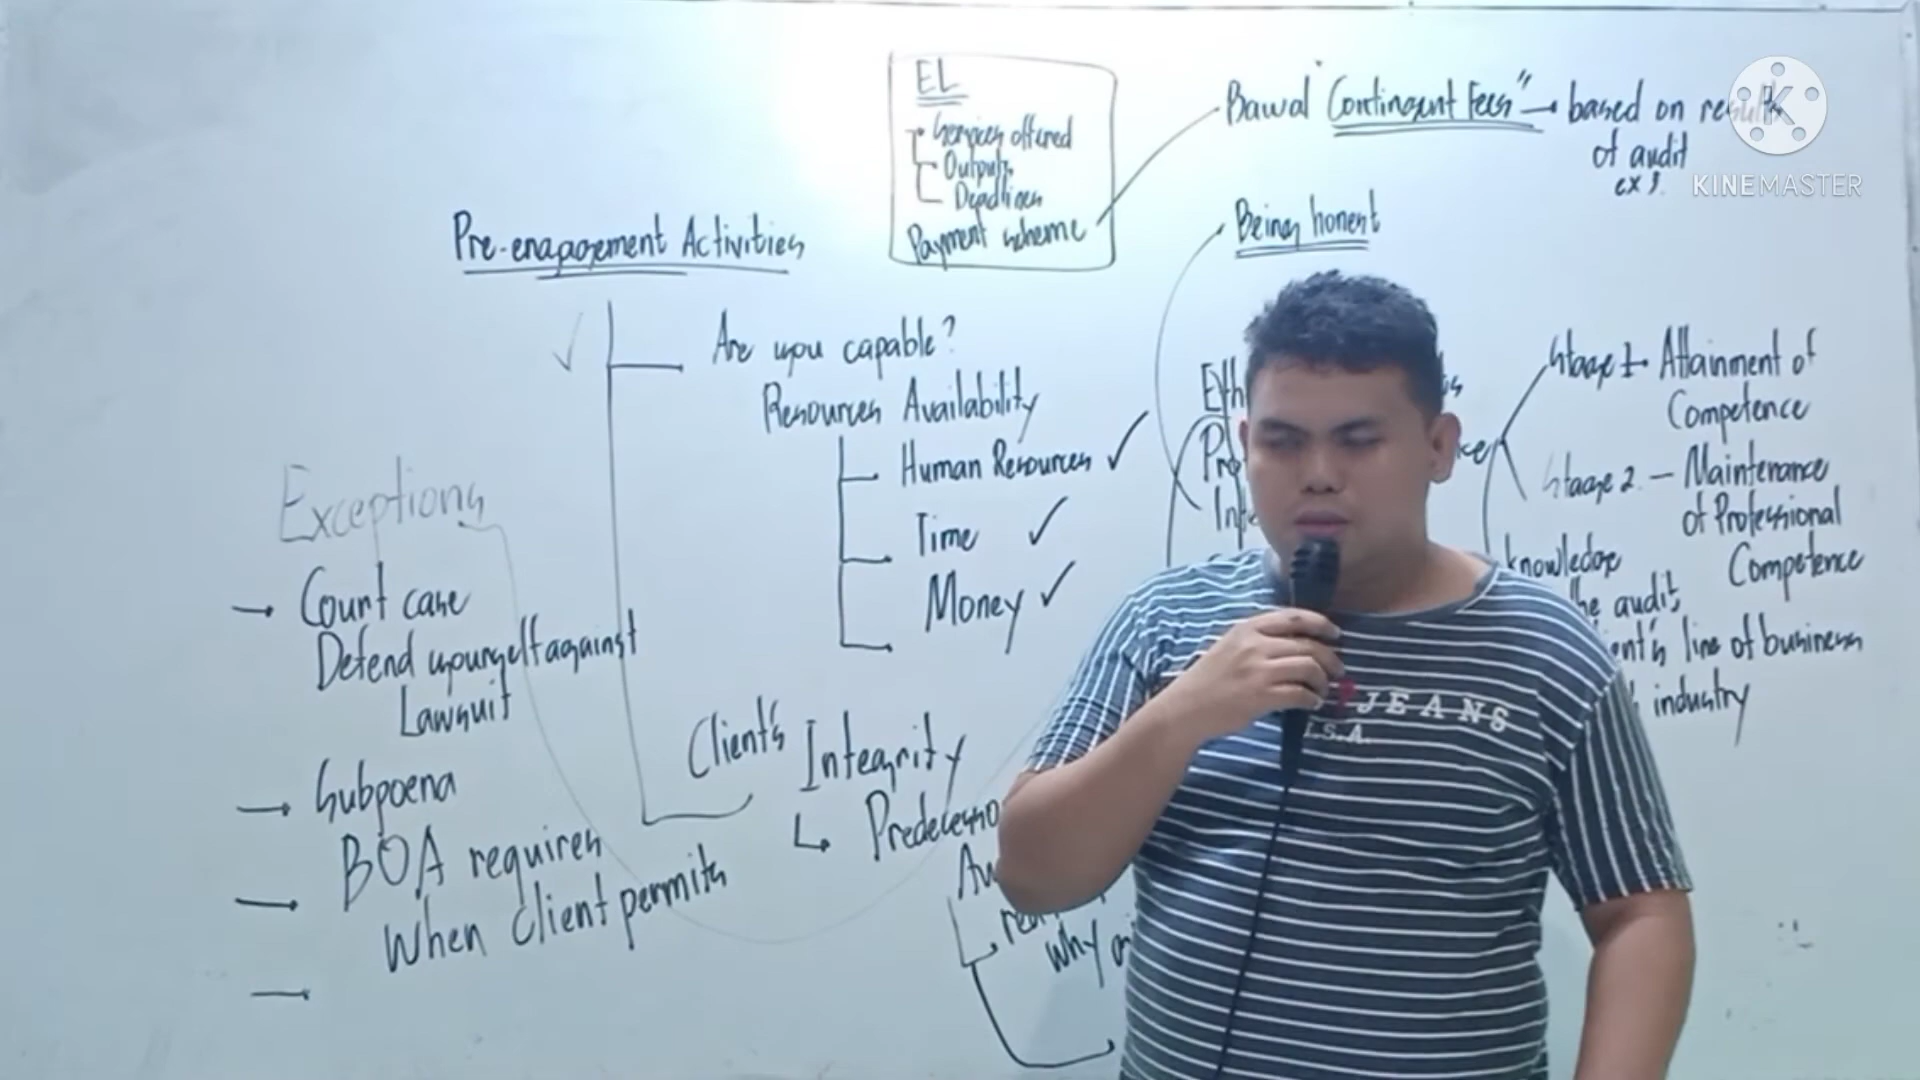 EL
Services offered
Outputs
Deadlines
Payment scheme
Bawal "Contingent Fees" → based on results
of audit
ex).
KINEMASTER
Being honest
Pre-enagagement Activities
Are you capable?
Resources Availability
Human Resources ✓
Time ✓
Money ✓
Client's Integrity
Exceptions
Court case
Defend yourself against
Lawsuit
Subpoena
BOA requires
When client permits
Stage 1 - Attainment of
Competence
Stage 2. - Maintenance
of Professional
Competence
knowledge
audit,
line of business
industry
why
JEANS
U.S.A.